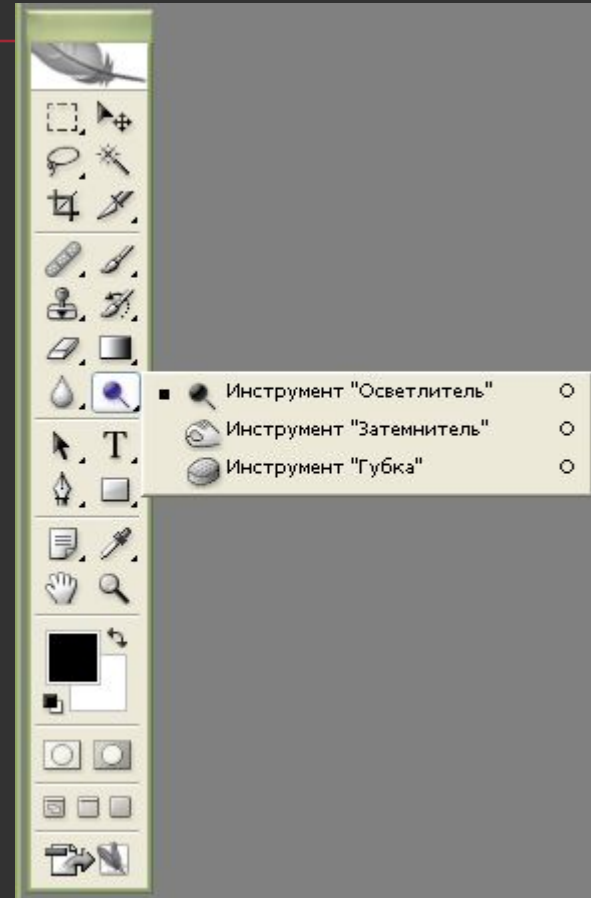 T
Инструмент "Осветлитель" O
Инструмент "Затемнитель" O
Инструмент "Губка" O